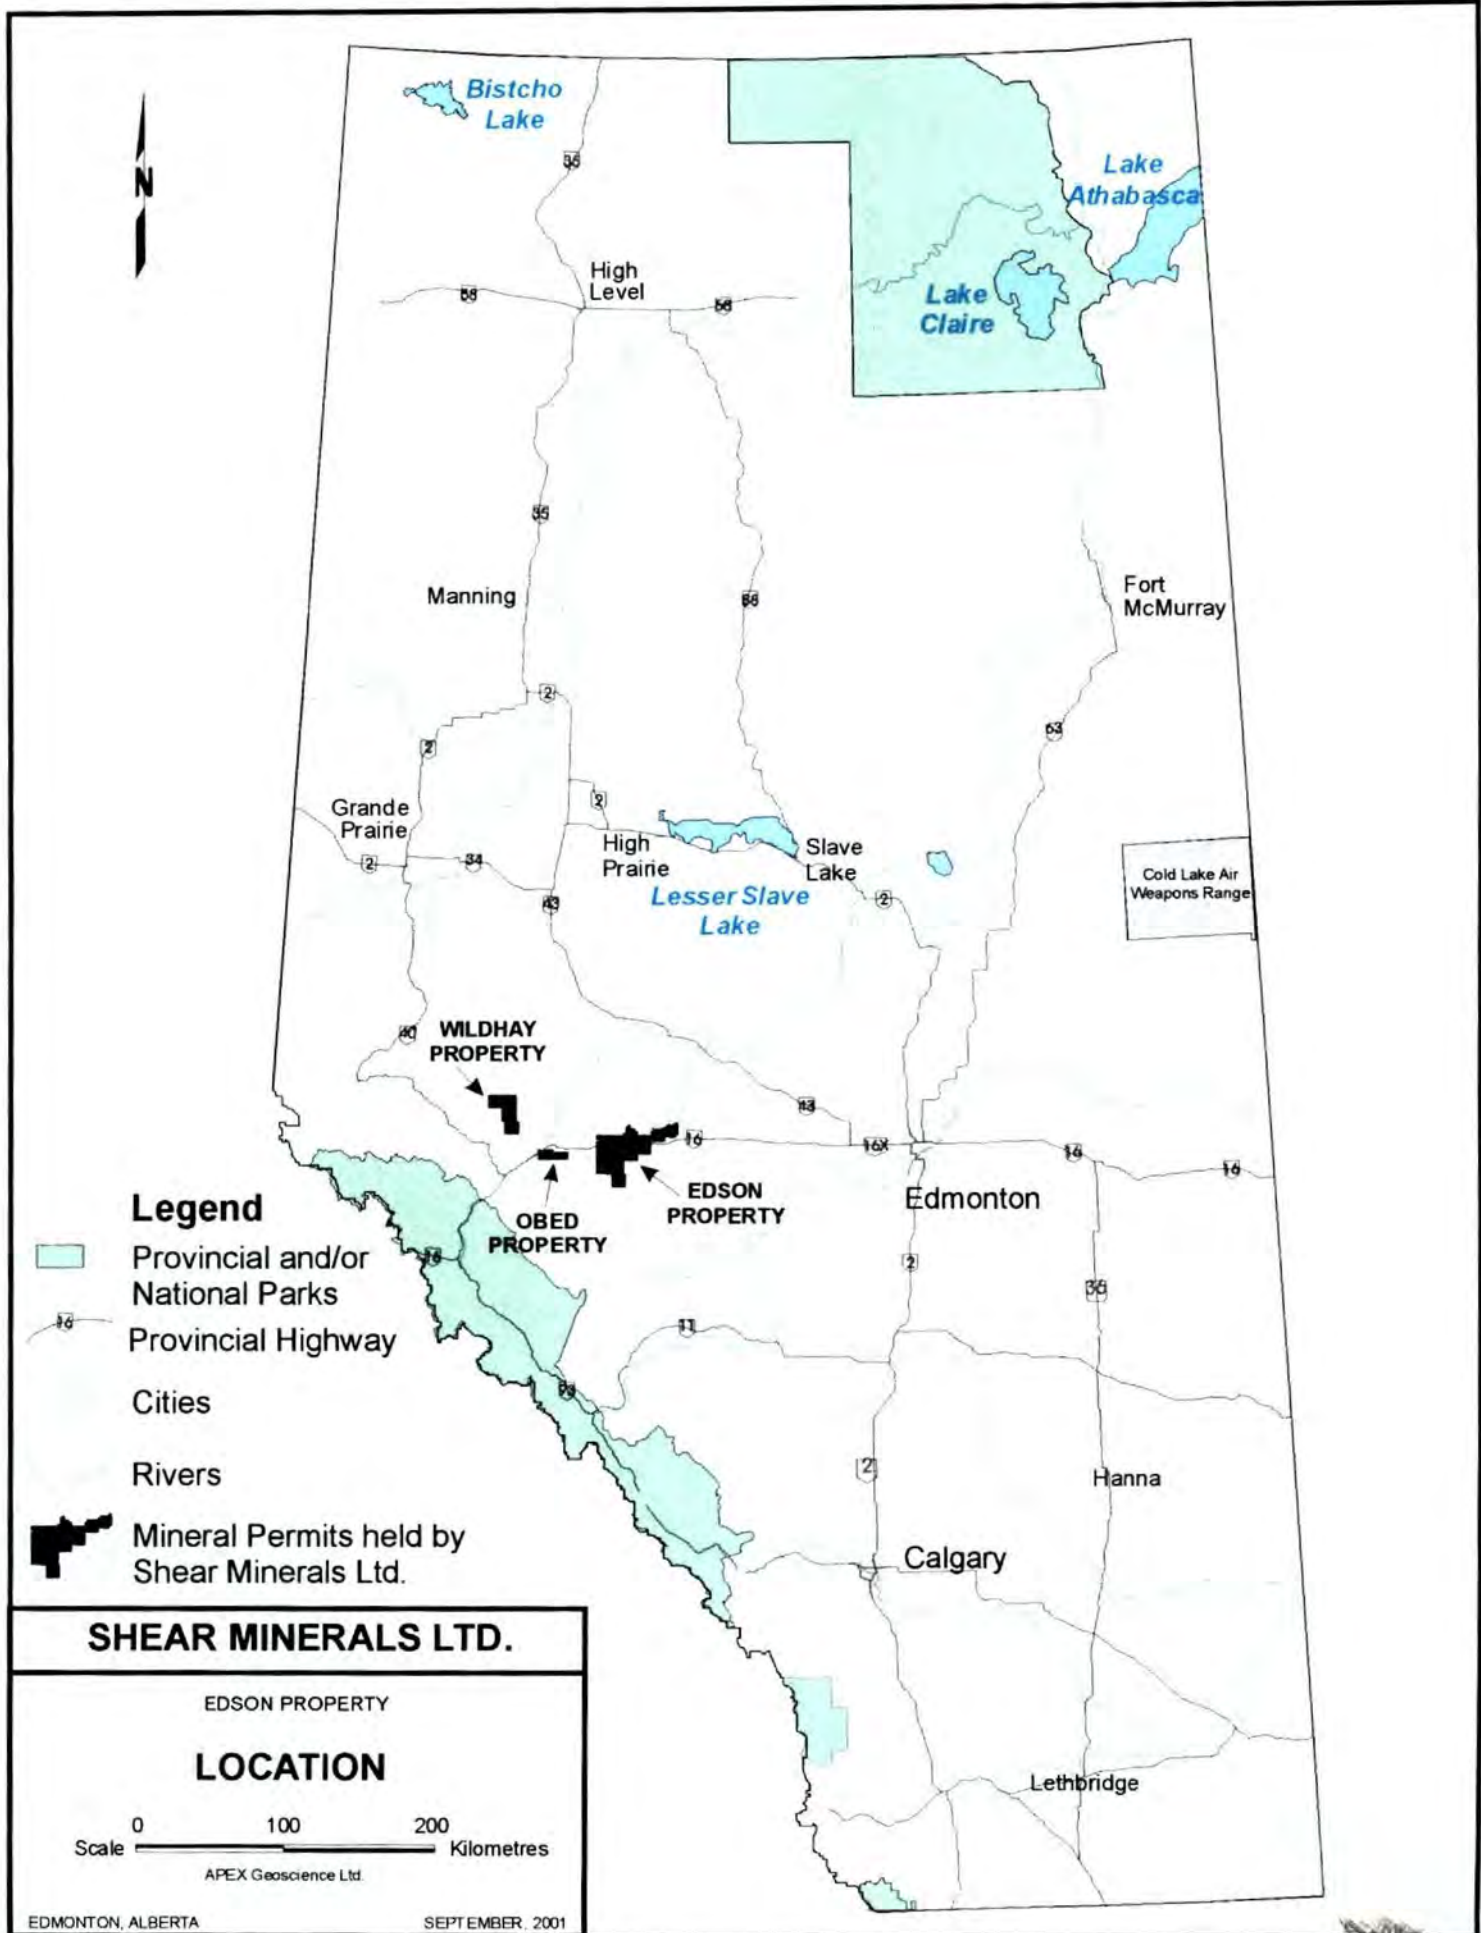 Bistcho
Lake
N
35
Lake
Athabasca
High
Level
58
58
Lake
Claire
35
Manning
88
Fort
McMurray
2
2
63
Grande
Prairie
2
High
Prairie
Slave
Lake
2
34
43
Lesser Slave
Lake
2
Cold Lake Air
Weapons Range
40
WILDHAY
PROPERTY
43
16
16X
16
16
EDSON
PROPERTY
OBED
PROPERTY
Edmonton
Legend
Provincial and/or
National Parks
16
Provincial Highway
Cities
Rivers
Mineral Permits held by
Shear Minerals Ltd.
16
2
36
11
93
2
Hanna
Calgary
Lethbridge
SHEAR MINERALS LTD.
EDSON PROPERTY
LOCATION
0 100 200
Scale Kilometres
APEX Geoscience Ltd.
EDMONTON, ALBERTA SEPTEMBER, 2001